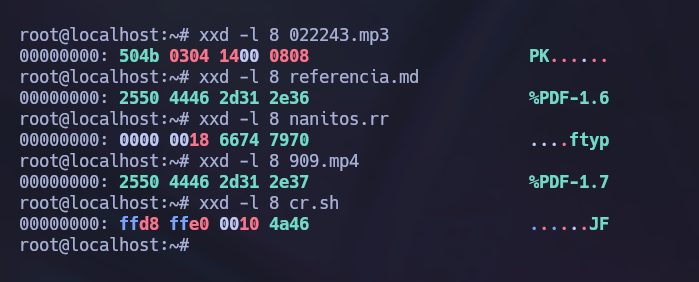 root@localhost:~# xxd -l 8 022243.mp3
00000000: 504b 0304 1400 0808 PK......
root@localhost:~# xxd -l 8 referencia.md
00000000: 2550 4446 2d31 2e36 %PDF-1.6
root@localhost:~# xxd -l 8 nanitos.rr
00000000: 0000 0018 6674 7970 ....ftyp
root@localhost:~# xxd -l 8 909.mp4
00000000: 2550 4446 2d31 2e37 %PDF-1.7
root@localhost:~# xxd -l 8 cr.sh
00000000: ffd8 ffe0 0010 4a46 ......JF
root@localhost:~#